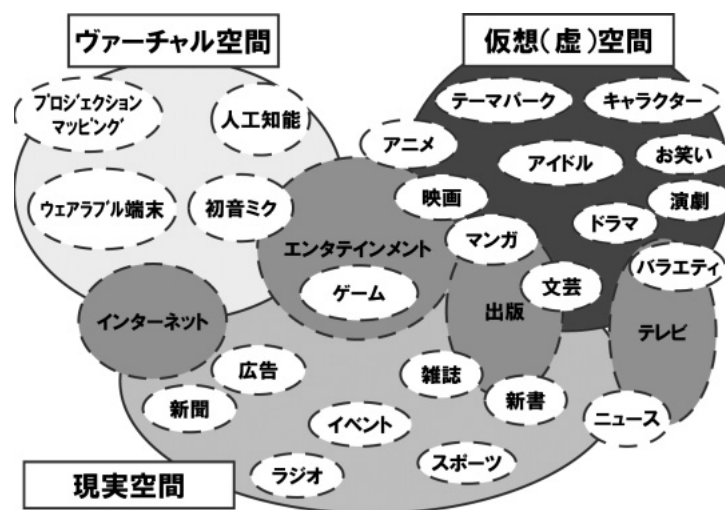 ヴァーチャル空間
仮想(虚)空間
プロジェクション
マッピング
人工知能
テーマパーク
キャラクター
アニメ
アイドル
お笑い
ウェアラブル端末
初音ミク
映画
演劇
ドラマ
マンガ
エンタテインメント
バラエティ
ゲーム
文芸
出版
インターネット
テレビ
広告
雑誌
新聞
新書
イベント
ニュース
ラジオ
スポーツ
現実空間